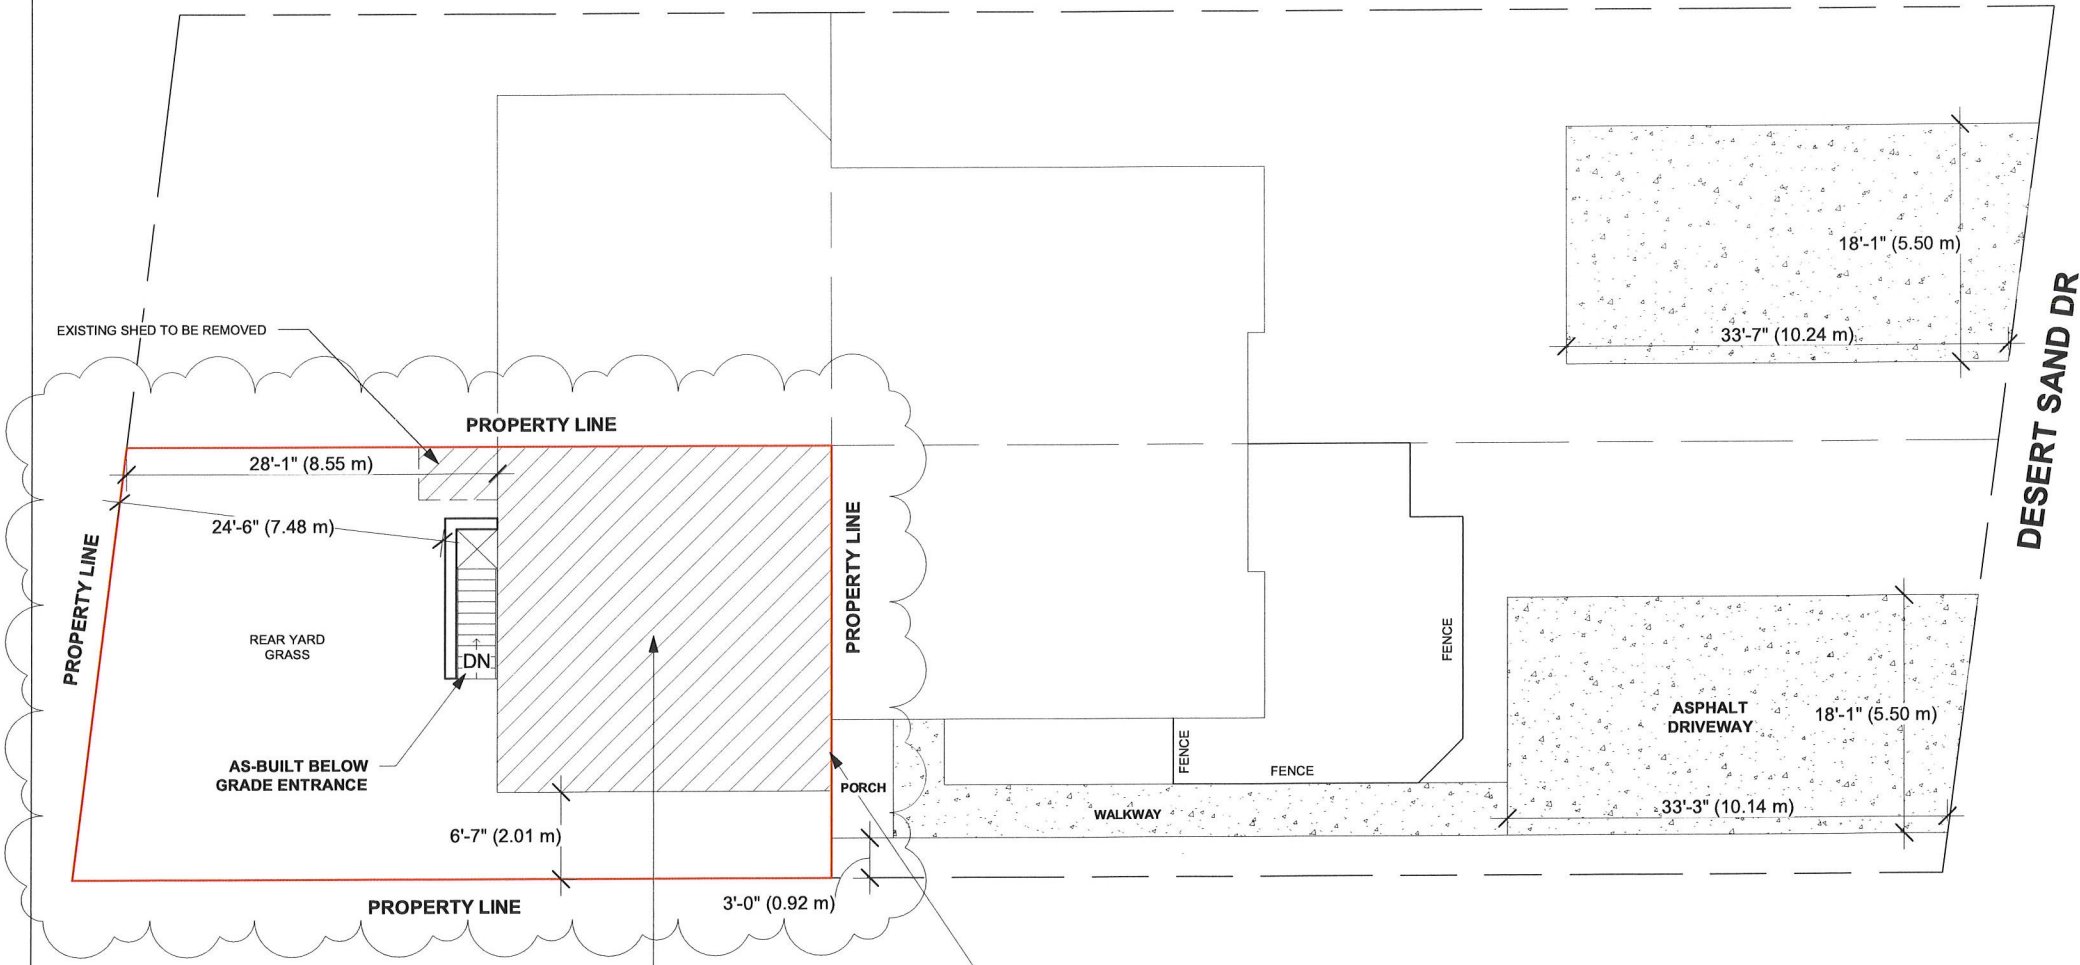 18'-1" (5.50 m)
DESERT SAND DR
EXISTING SHED TO BE REMOVED
33'-7" (10.24 m)
PROPERTY LINE
28'-1" (8.55 m)
24'-6" (7.48 m)
PROPERTY LINE
PROPERTY LINE
REAR YARD
GRASS
FENCE
DN
ASPHALT
DRIVEWAY
18'-1" (5.50 m)
FENCE
AS-BUILT BELOW
GRADE ENTRANCE
FENCE
PORCH
33'-3" (10.14 m)
WALKWAY
6'-7" (2.01 m)
PROPERTY LINE
3'-0" (0.92 m)